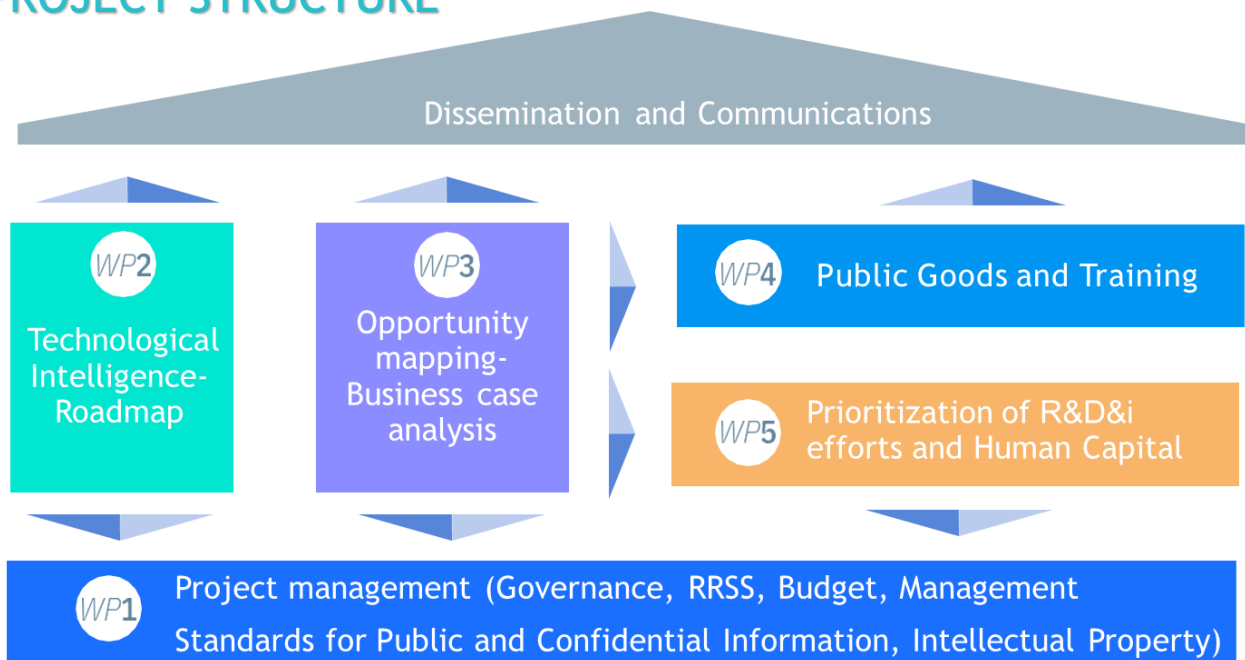 PROJECT STRUCTURE
Dissemination and Communications
WP2
Technological
Intelligence-
Roadmap
WP3
Opportunity
mapping-
Business case
analysis
WP4
Public Goods and Training
WP5
Prioritization of R&D&i
efforts and Human Capital
WP1
Project management (Governance, RRSS, Budget, Management
Standards for Public and Confidential Information, Intellectual Property)